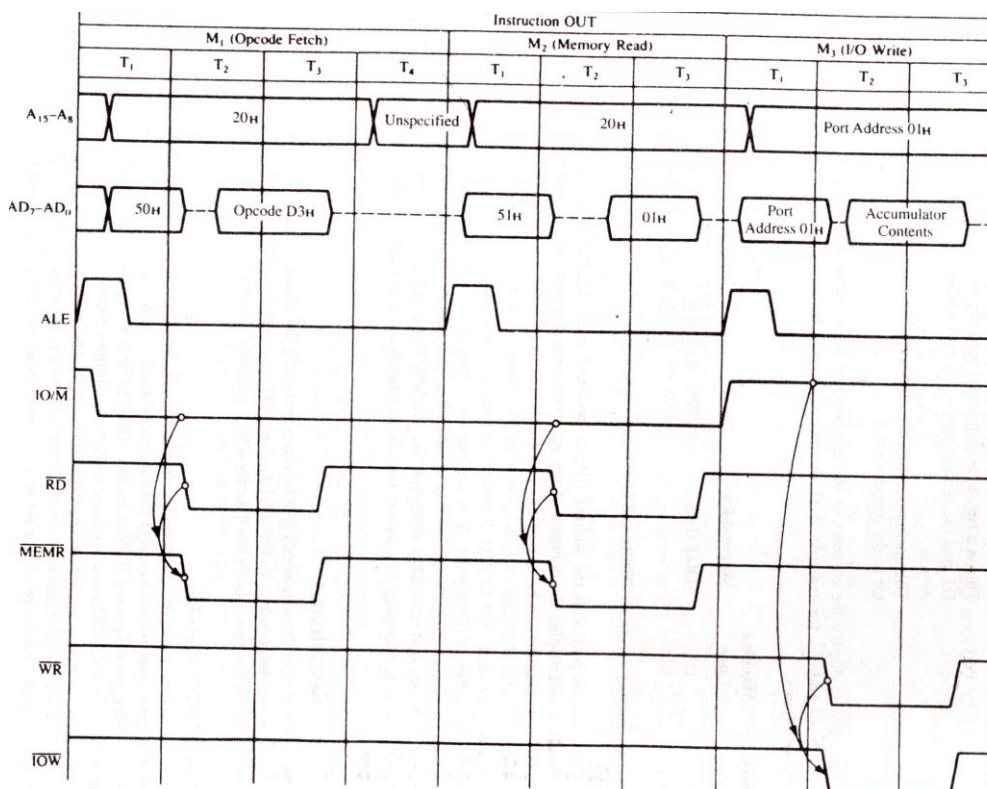 Instruction OUT
M₁ (Opcode Fetch) M₂ (Memory Read) M₃ (I/O Write)
T₁ T₂ T₃ T₄ T₁ T₂ T₃ T₁ T₂ T₃
A₁₅–A₈ 20H Unspecified 20H Port Address 01H
AD₇–AD₀ 50H Opcode D3H 51H 01H Port Address 01H Accumulator Contents
ALE
IO/M̅
R̅D̅
M̅E̅M̅R̅
W̅R̅
I̅O̅W̅